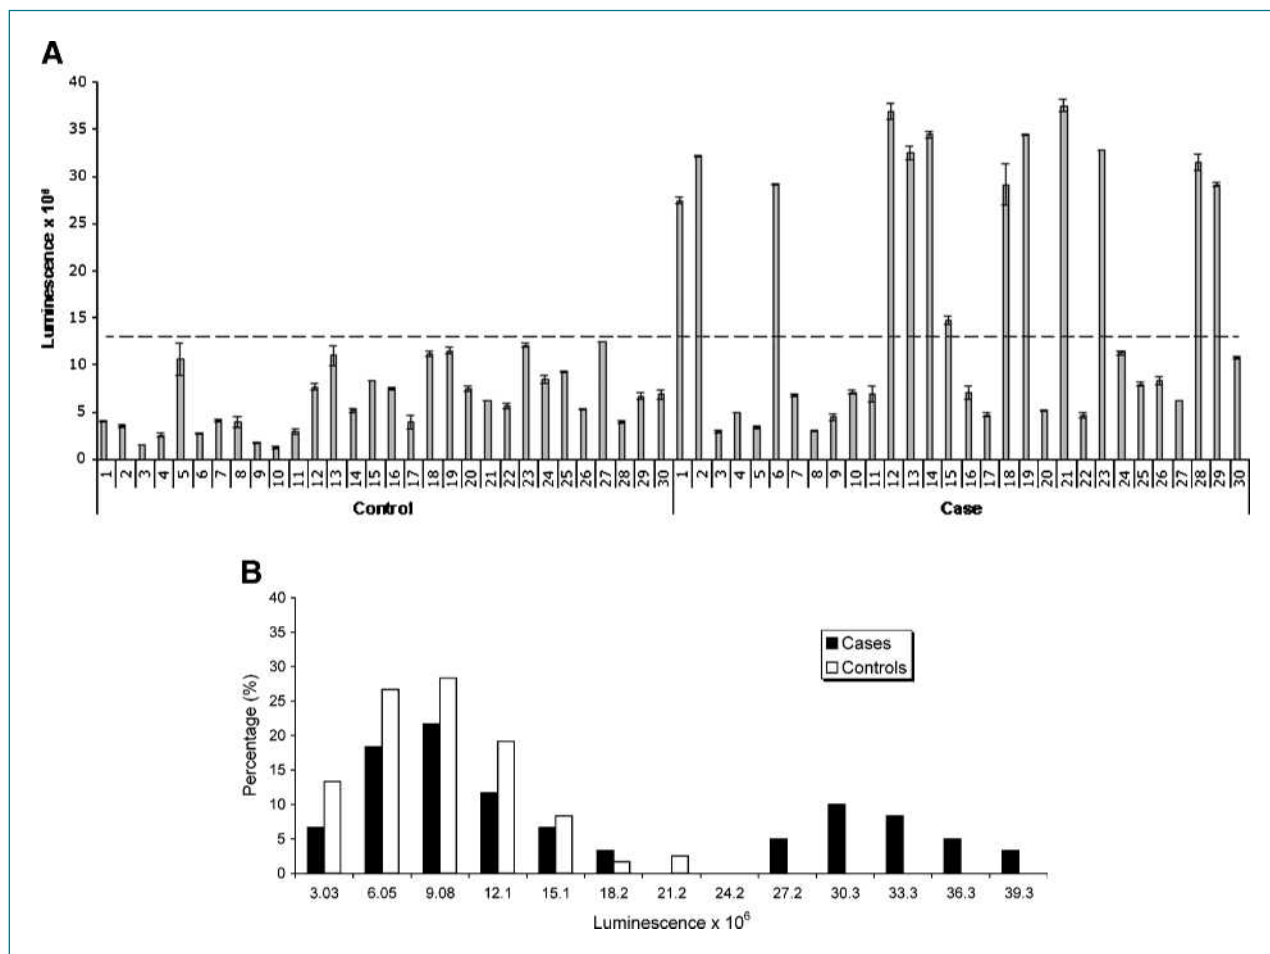 A
40
35
30
25
20
15
10
5
0
Luminescence x 10⁶
1 2 3 4 5 6 7 8 9 10 11 12 13 14 15 16 17 18 19 20 21 22 23 24 25 26 27 28 29 30 1 2 3 4 5 6 7 8 9 10 11 12 13 14 15 16 17 18 19 20 21 22 23 24 25 26 27 28 29 30
Control Case
B
40
35
30
25
20
15
10
5
0
Percentage (%)
Cases
Controls
3.03 6.05 9.08 12.1 15.1 18.2 21.2 24.2 27.2 30.3 33.3 36.3 39.3
Luminescence x 10⁶